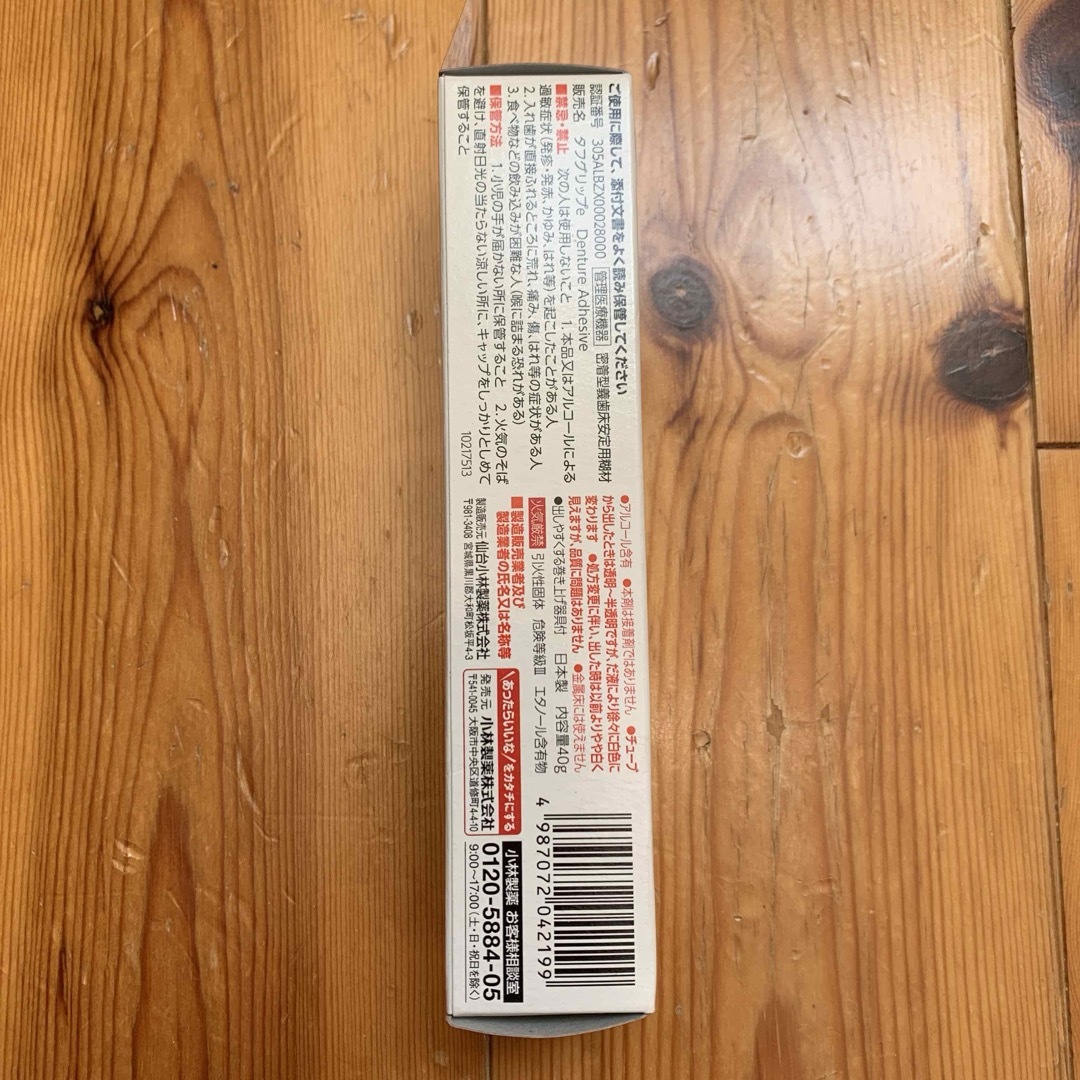 ご使用に際して、添付文書をよく読み保管してください
認証番号 305ALBZX00028000 管理医療機器 密着型義歯床安定用糊材
販売名 タフグリップe Denture Adhesive
■禁忌・禁止 次の人は使用しないこと 1. 本品又はアルコールによる
過敏症状(発疹・発赤、かゆみ、はれ等)を起こしたことがある人
2. 入れ歯が直接ふれるところに荒れ、痛み、傷、はれ等の症状がある人
3. 食べ物などの飲み込みが困難な人(喉に詰まる恐れがある)
■保管方法 1. 小児の手が届かない所に保管すること 2. 火気のそば
を避け、直射日光の当たらない涼しい所に、キャップをしっかりとしめて
保管すること
10217513
●アルコール含有 ●本剤は接着剤ではありません ●チューブ
から出したときは透明〜半透明ですが、だ液により徐々に白色に
変わります ●処方変更に伴い、出した時は以前よりやや白く
見えますが、品質に問題はありません ●金属床には使えません
●出しやすくする巻き上げ器具付 日本製 内容量40g
火気厳禁 引火性固体 危険等級Ⅲ エタノール含有物
■製造販売業者及び
製造業者の氏名又は名称等
製造販売元 仙台小林製薬株式会社
〒981-3408 宮城県黒川郡大和町松坂平4-3
\あったらいいな/をカタチにする
発売元 小林製薬株式会社
〒541-0045 大阪市中央区道修町4-4-10
4 987072 042199
小林製薬 お客様相談室
0120-5884-05
9:00〜17:00(土・日・祝日を除く)